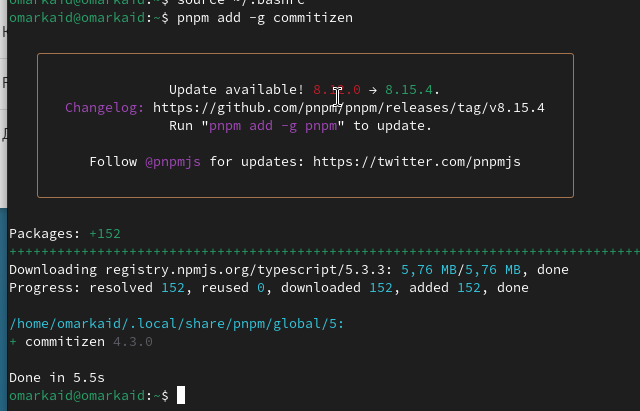 omarkaid@omarkaid:~$ source ~/.bashrc
omarkaid@omarkaid:~$ pnpm add -g commitizen
Update available! → 8.15.4.
Changelog: https://github.com/pnpm/pnpm/releases/tag/v8.15.4
Run "pnpm add -g pnpm" to update.
Follow @pnpmjs for updates: https://twitter.com/pnpmjs
Packages: +152
++++++++++++++++++++++++++++++++++++++++++++++++++++++++++++++++++++++++++++++++
Downloading registry.npmjs.org/typescript/5.3.3: 5,76 MB/5,76 MB, done
Progress: resolved 152, reused 0, downloaded 152, added 152, done
/home/omarkaid/.local/share/pnpm/global/5:
+ commitizen 4.3.0
Done in 5.5s
omarkaid@omarkaid:~$